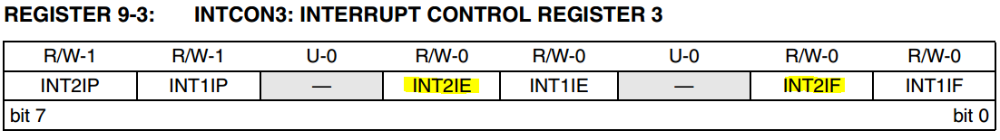 REGISTER 9-3: INTCON3: INTERRUPT CONTROL REGISTER 3
R/W-1 R/W-1 U-0 R/W-0 R/W-0 U-0 R/W-0 R/W-0
INT2IP INT1IP — INT2IE INT1IE — INT2IF INT1IF
bit 7 bit 0